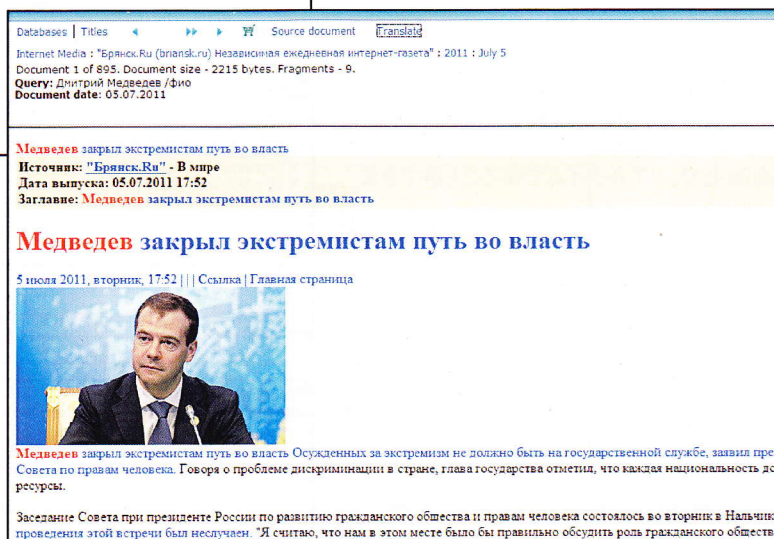 Databases | Titles Source document Translate
Internet Media : "Брянск.Ru (briansk.ru) Независимая ежедневная интернет-газета" : 2011 : July 5
Document 1 of 895. Document size - 2215 bytes. Fragments - 9.
Query: Дмитрий Медведев /фио
Document date: 05.07.2011
Медведев закрыл экстремистам путь во власть
Источник: "Брянск.Ru" - В мире
Дата выпуска: 05.07.2011 17:52
Заглавие: Медведев закрыл экстремистам путь во власть
Медведев закрыл экстремистам путь во власть
5 июля 2011, вторник, 17:52 | | | Ссылка | Главная страница
Медведев закрыл экстремистам путь во власть Осужденных за экстремизм не должно быть на государственной службе, заявил пре
Совета по правам человека. Говоря о проблеме дискриминации в стране, глава государства отметил, что каждая национальность до
ресурсы.
Заседание Совета при президенте России по развитию гражданского общества и правам человека состоялось во вторник в Нальчик
проведения этой встречи был неслучаен. "Я считаю, что нам в этом месте было бы правильно обсудить роль гражданского обществ